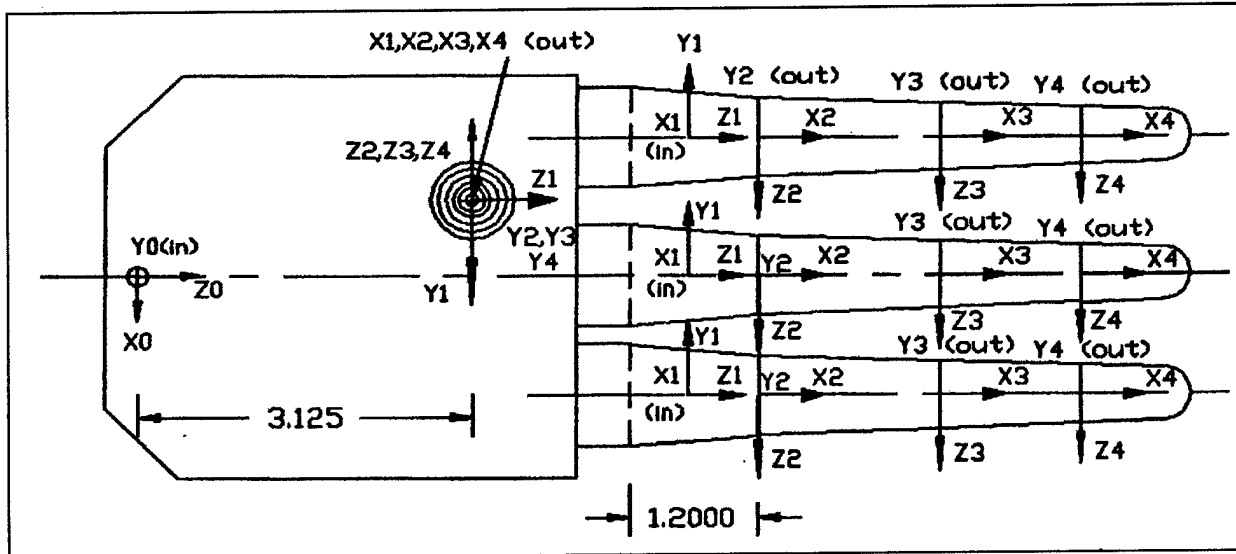 X1,X2,X3,X4 (out)
Y1
Y2 (out)
Y3 (out)
Y4 (out)
X1
(in)
Z1
X2
X3
X4
Z2
Z3
Z4
Z2,Z3,Z4
Z1
Y2,Y3
Y4
Y1
Y0(in)
Z0
X0
Y1
Y3 (out)
Y4 (out)
X1
(in)
Z1
Y2
X2
X3
X4
Z2
Z3
Z4
Y1
Y3 (out)
Y4 (out)
X1
(in)
Z1
Y2
X2
X3
X4
Z2
Z3
Z4
3.125
1.2000